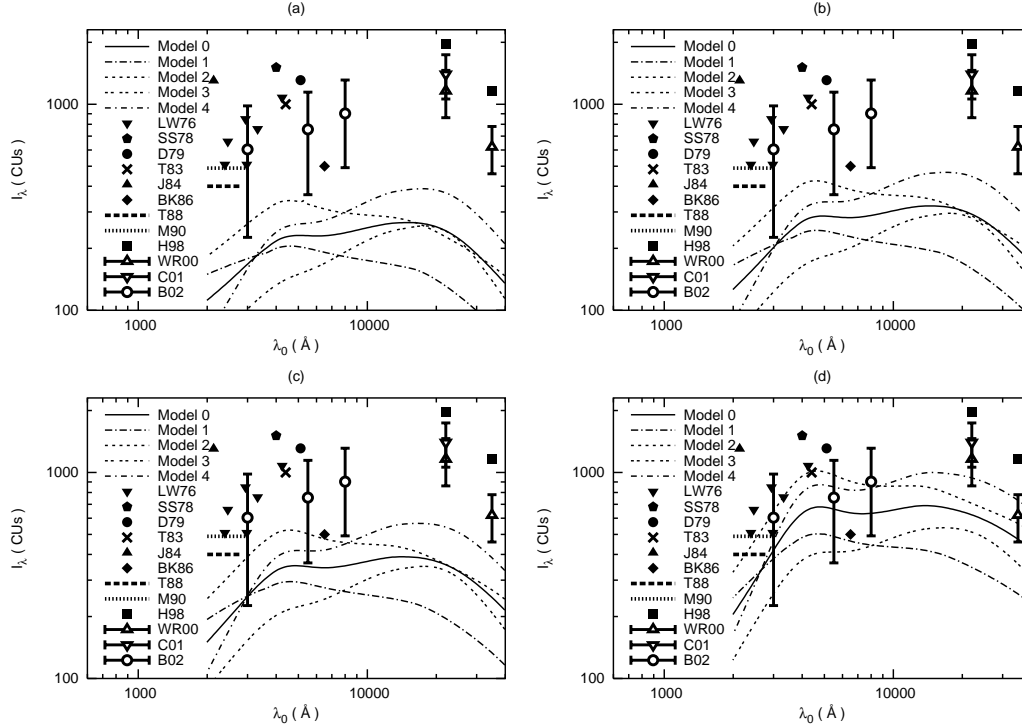 (a)
I_λ ( CUs )
1000
100
Model 0
Model 1
Model 2
Model 3
Model 4
LW76
SS78
D79
T83
J84
BK86
T88
M90
H98
WR00
C01
B02
1000 10000
λ_0 ( Å )
(b)
I_λ ( CUs )
1000
100
Model 0
Model 1
Model 2
Model 3
Model 4
LW76
SS78
D79
T83
J84
BK86
T88
M90
H98
WR00
C01
B02
1000 10000
λ_0 ( Å )
(c)
I_λ ( CUs )
1000
100
Model 0
Model 1
Model 2
Model 3
Model 4
LW76
SS78
D79
T83
J84
BK86
T88
M90
H98
WR00
C01
B02
1000 10000
λ_0 ( Å )
(d)
I_λ ( CUs )
1000
100
Model 0
Model 1
Model 2
Model 3
Model 4
LW76
SS78
D79
T83
J84
BK86
T88
M90
H98
WR00
C01
B02
1000 10000
λ_0 ( Å )